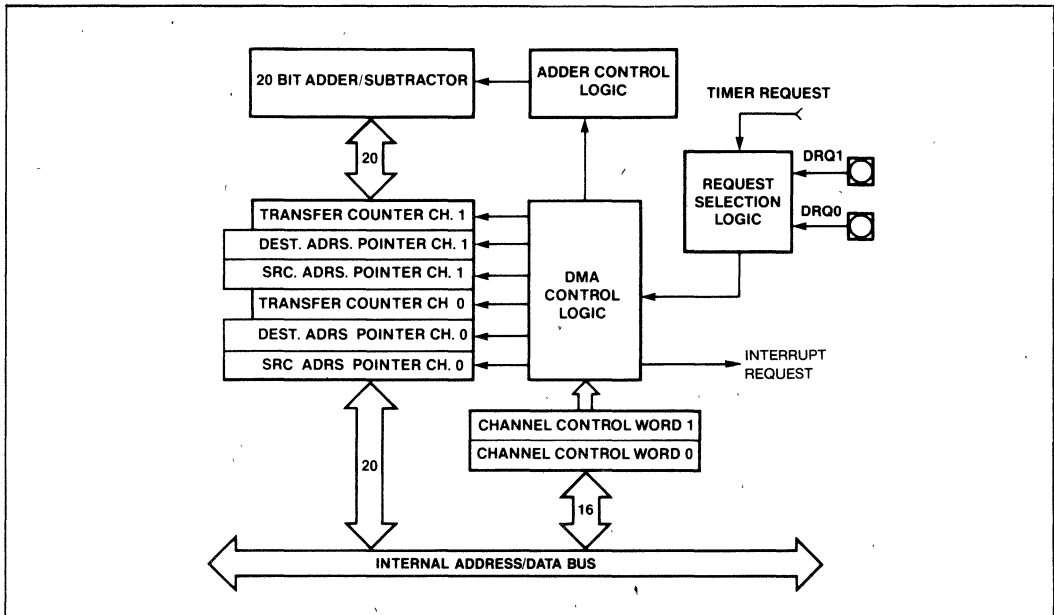 20 BIT ADDER/SUBTRACTOR
ADDER CONTROL
LOGIC
TIMER REQUEST
20
REQUEST
SELECTION
LOGIC
DRQ1
DRQ0
TRANSFER COUNTER CH. 1
DEST. ADRS. POINTER CH. 1
SRC. ADRS. POINTER CH. 1
TRANSFER COUNTER CH 0
DEST. ADRS POINTER CH. 0
SRC ADRS POINTER CH. 0
DMA
CONTROL
LOGIC
INTERRUPT
REQUEST
CHANNEL CONTROL WORD 1
CHANNEL CONTROL WORD 0
20
16
INTERNAL ADDRESS/DATA BUS